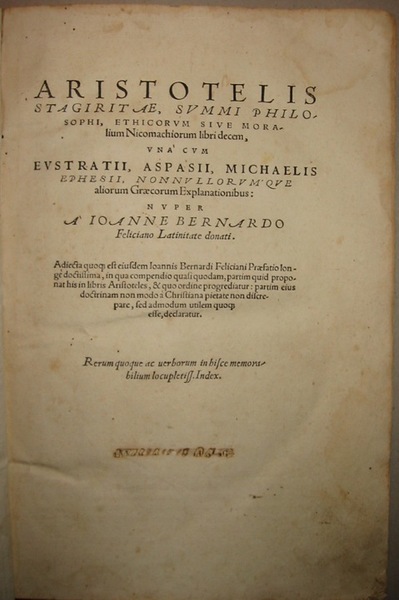 ARISTOTELIS
STAGIRITAE, SVMMI PHILO-
SOPHI, ETHICORVM SIVE MORA-
lium Nicomachiorum libri decem,
VNÀ CVM
EVSTRATII, ASPASII, MICHAELIS
EPHESII, NONNVLLORVM'QVE
aliorum Græcorum Explanationibus:
NVPER
A' IOANNE BERNARDO
Feliciano Latinitate donati.
Adiecta quoq; est eiusdem Ioannis Bernardi Feliciani Præfatio lon-
gè doctissima, in qua compendio quasi quodam, partim quid propo-
nat his in libris Aristoteles, & quo ordine progrediatur: partim eius
doctrinam non modò à Christiana pietate non discre-
pare, sed admodum utilem quoq;
esse, declaratur.
Rerum quoque ac uerborum in hisce memora-
bilium locupletiss. Index.